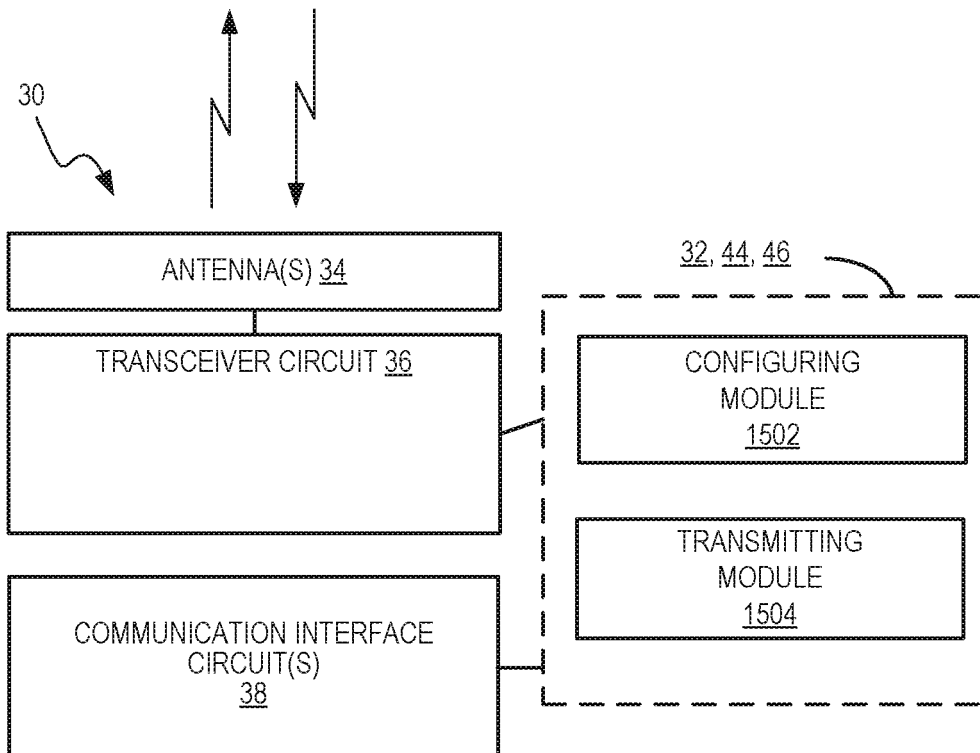 30
ANTENNA(S) 34
32, 44, 46
TRANSCEIVER CIRCUIT 36
CONFIGURING
MODULE
1502
TRANSMITTING
MODULE
1504
COMMUNICATION INTERFACE
CIRCUIT(S)
38